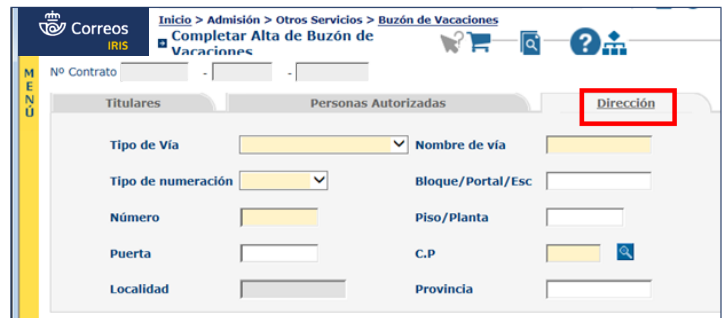 Correos
IRIS
Inicio > Admisión > Otros Servicios > Buzón de Vacaciones
Completar Alta de Buzón de
Vacaciones
?
MENÚ
Nº Contrato - -
Titulares Personas Autorizadas Dirección
Tipo de Vía Nombre de vía
Tipo de numeración Bloque/Portal/Esc
Número Piso/Planta
Puerta C.P
Localidad Provincia